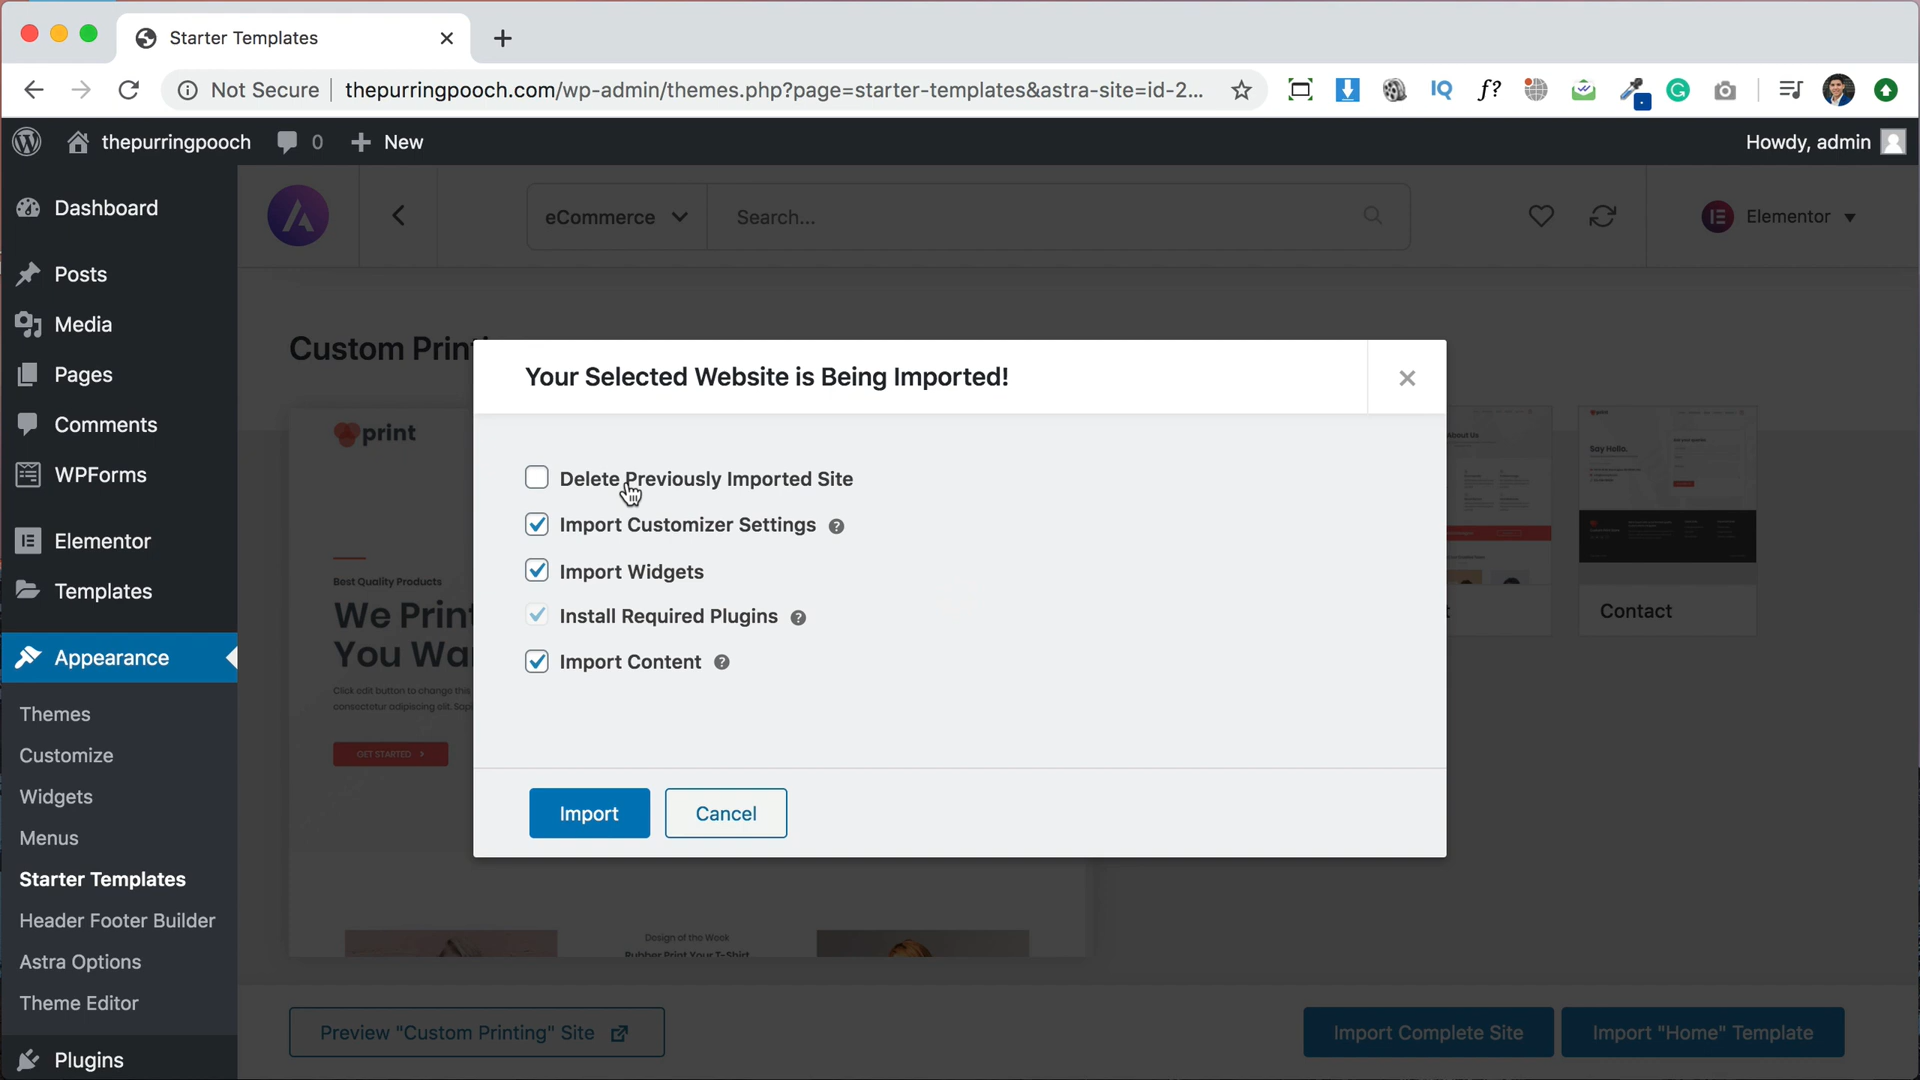 Starter Templates
Not Secure
thepurringpooch.com/wp-admin/themes.php?page=starter-templates&astra-site=id-2...
IQ
f?
thepurringpooch
0
New
Howdy, admin
Dashboard
Posts
Media
Pages
Comments
WPForms
Elementor
Templates
Appearance
Themes
Customize
Widgets
Menus
Starter Templates
Header Footer Builder
Astra Options
Theme Editor
Plugins
eCommerce
Search...
Elementor
Custom Print
print
Best Quality Products
We Print
You Wa
Click edit button to change this
consectetur adipiscing elit.
GET STARTED >
Your Selected Website is Being Imported!
Delete Previously Imported Site
Import Customizer Settings
Import Widgets
Install Required Plugins
Import Content
Import
Cancel
About Us
Say Hello.
t
Contact
Design of the Week
Rubber Print Your T-Shirt
Preview "Custom Printing" Site
Import Complete Site
Import "Home" Template